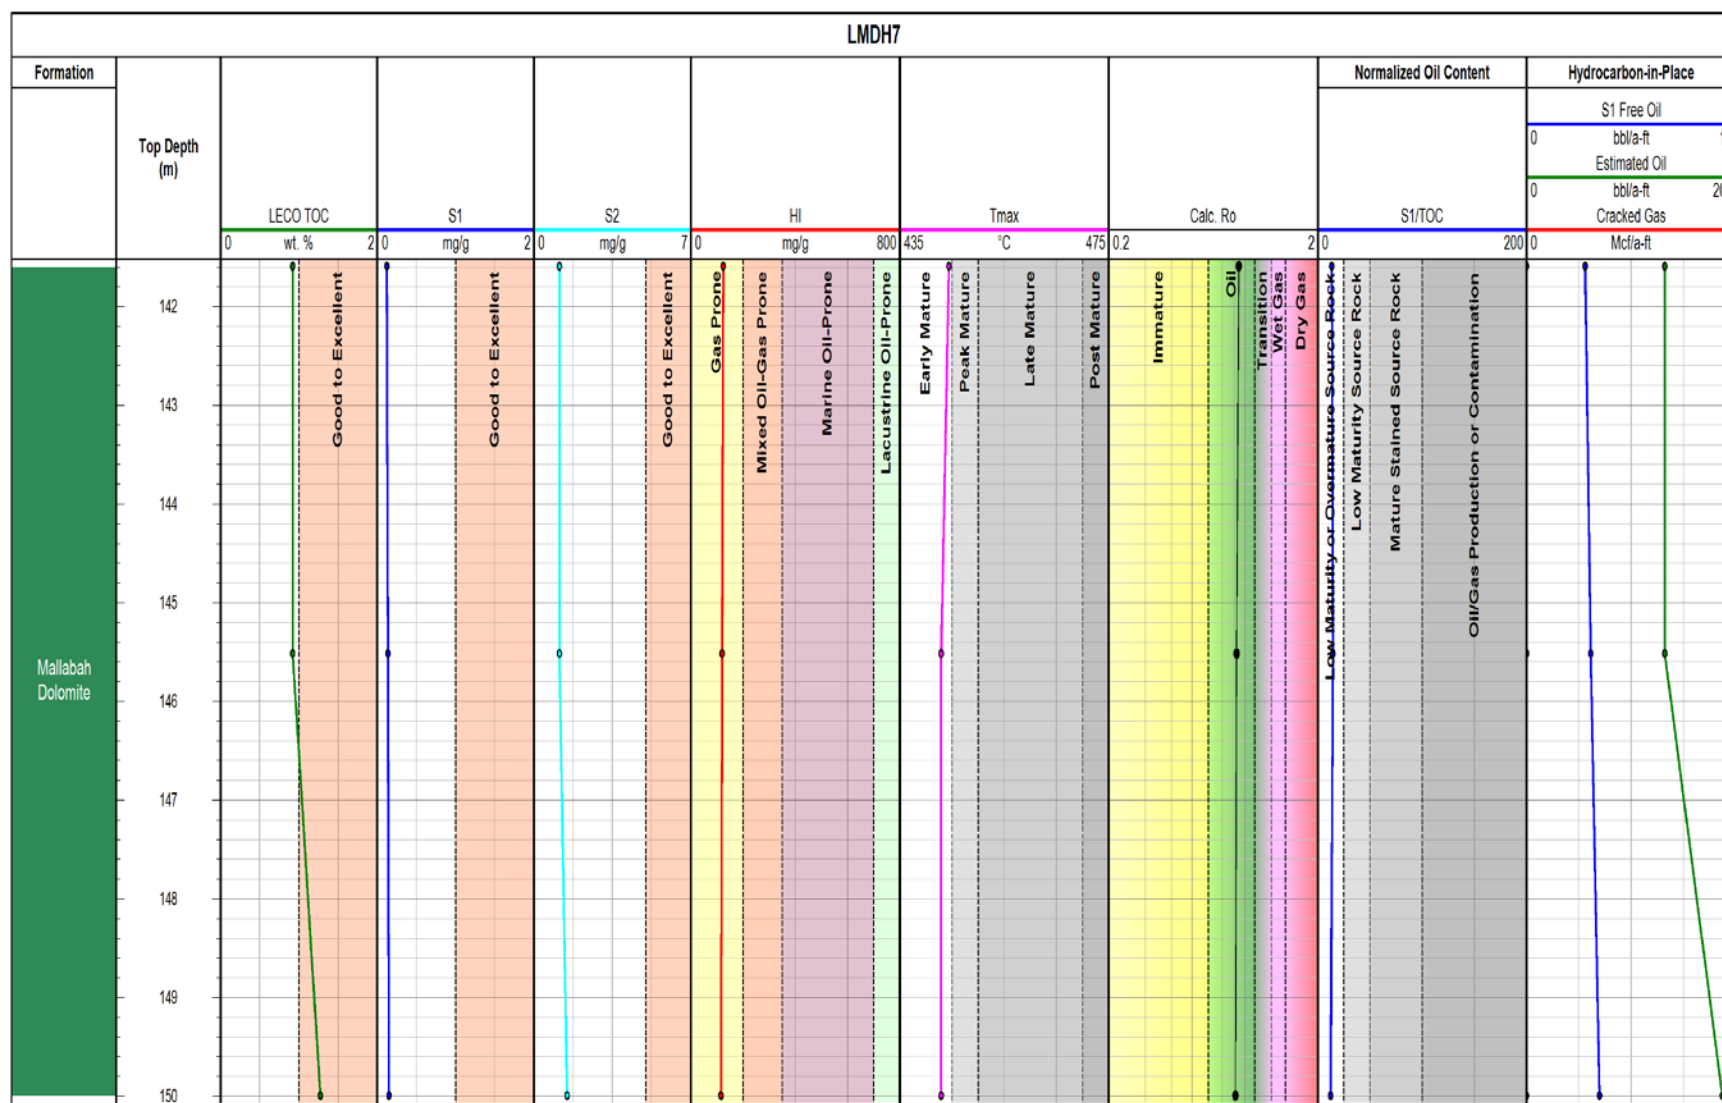 LMDH7
Formation
Normalized Oil Content
Hydrocarbon-in-Place
Top Depth
(m)
S1 Free Oil
0 bbl/a-ft 1
Estimated Oil
0 bbl/a-ft 20
LECO TOC
S1
S2
HI
Tmax
Calc. Ro
S1/TOC
Cracked Gas
0 wt. % 2
0 mg/g 2
0 mg/g 7
0 mg/g 800
435 °C 475
0.2 2
0 200
Mcf/a-ft
Good to Excellent
Good to Excellent
Good to Excellent
Gas Prone
Mixed Oil-Gas Prone
Marine Oil-Prone
Lacustrine Oil-Prone
Early Mature
Peak Mature
Late Mature
Post Mature
Immature
Oil
Transition
Wet Gas
Dry Gas
Low Maturity or Overmature Source Rock
Low Maturity Source Rock
Mature Stained Source Rock
Oil/Gas Production or Contamination
142
143
144
145
Mallabah
Dolomite
146
147
148
149
150